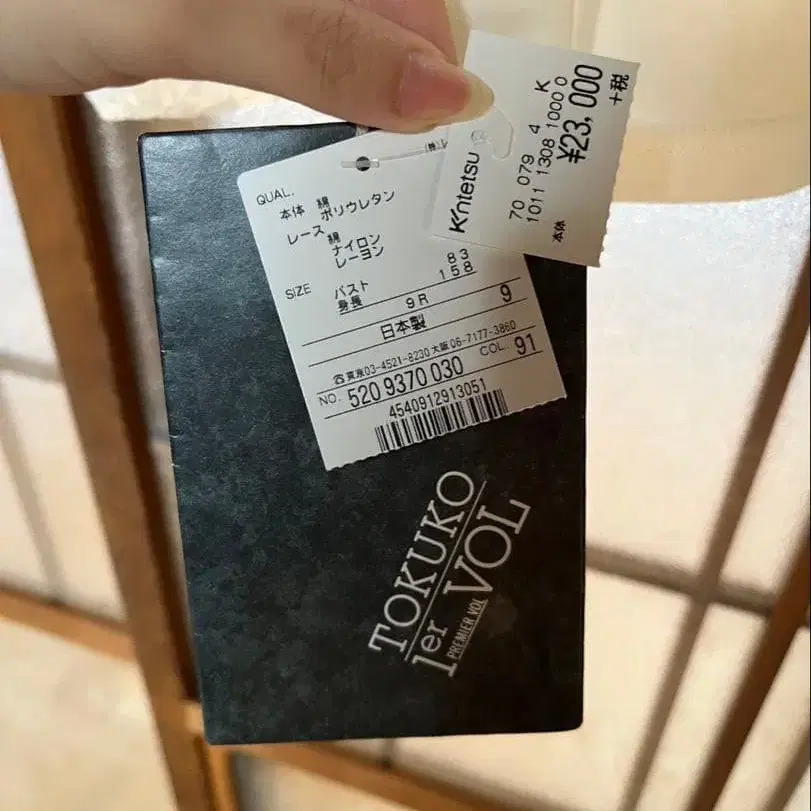 QUAL.
本体 綿
ポリウレタン
レース
綿
ナイロン
レーヨン
SIZE バスト 83
身長 158
9R 9
日本製
東京03-4521-8230 大阪06-7177-3860
NO. 520 9370 030 COL. 91
4540912913051
K'ntetsu
70 079 4 K
1011 1308 1000 0
本体 ¥23,000 +税
TOKUKO
1er VOL
PREMIER VOL